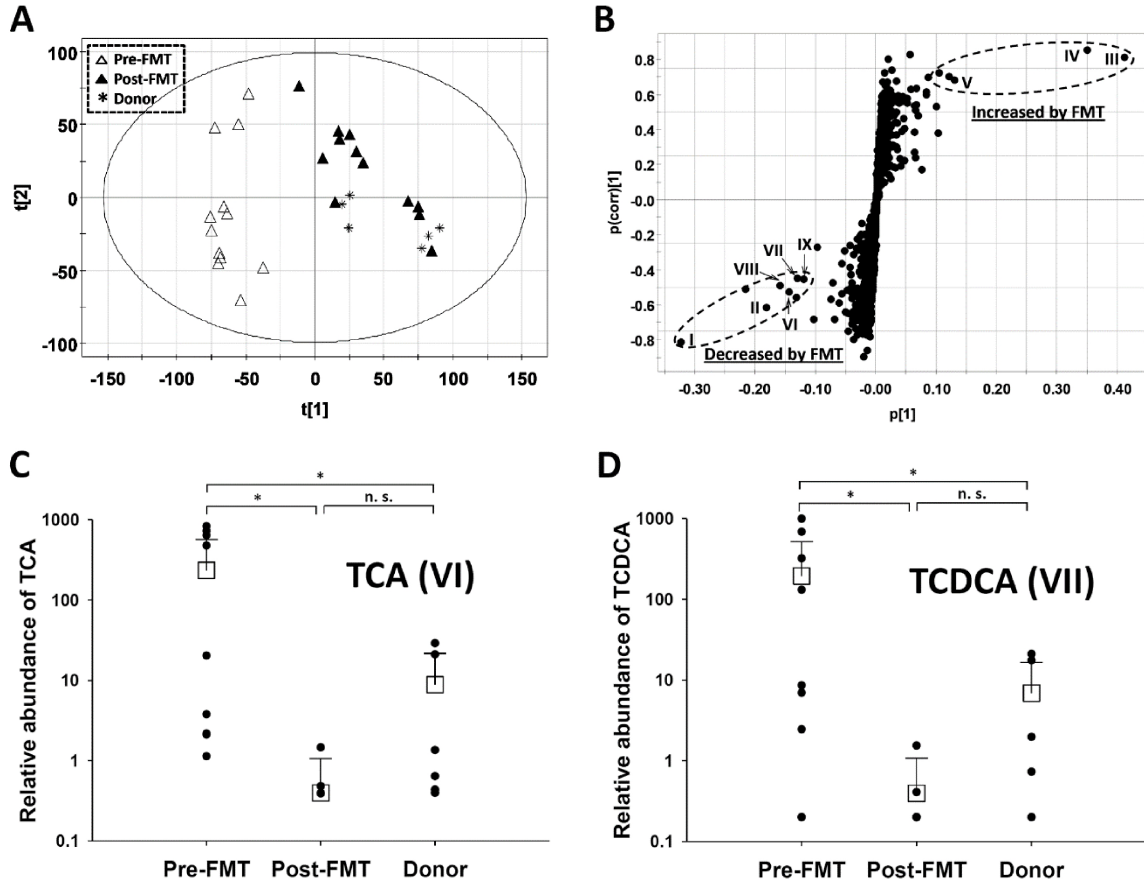 A
Pre-FMT
Post-FMT
* Donor
100
50
0
-50
-100
t[2]
-150 -100 -50 0 50 100 150
t[1]
B
0.8
0.6
0.4
0.2
-0.0
-0.2
-0.4
-0.6
-0.8
p(corr)[1]
IV
III
V
Increased by FMT
IX
VII
VIII
II
VI
I
Decreased by FMT
-0.30 -0.20 -0.10 -0.00 0.10 0.20 0.30 0.40
p[1]
C
*
* n. s.
1000
100
10
1
0.1
Relative abundance of TCA
TCA (VI)
Pre-FMT Post-FMT Donor
D
*
* n. s.
1000
100
10
1
0.1
Relative abundance of TCDCA
TCDCA (VII)
Pre-FMT Post-FMT Donor